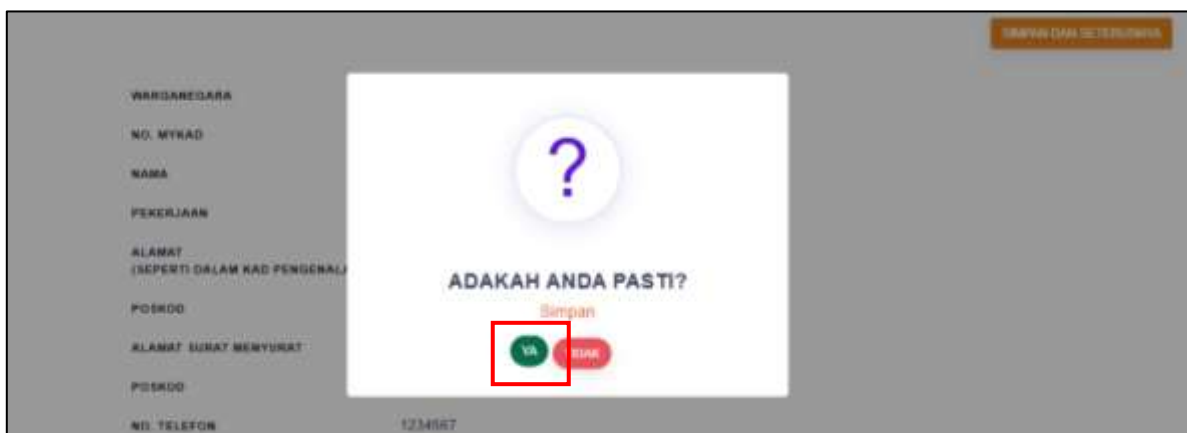 SIMPAN DAN SETERUSNYA
WARGANEGARA
NO. MYKAD
NAMA
PEKERJAAN
ALAMAT
(SEPERTI DALAM KAD
POSKOD
ALAMAT SURAT MENYURAT
POSKOD
NO. TELEFON 1234567
?
ADAKAH ANDA PASTI?
Simpan
YA TIDAK